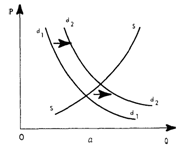 P
d₁ d₂ S
S d₂
d₁
O a Q